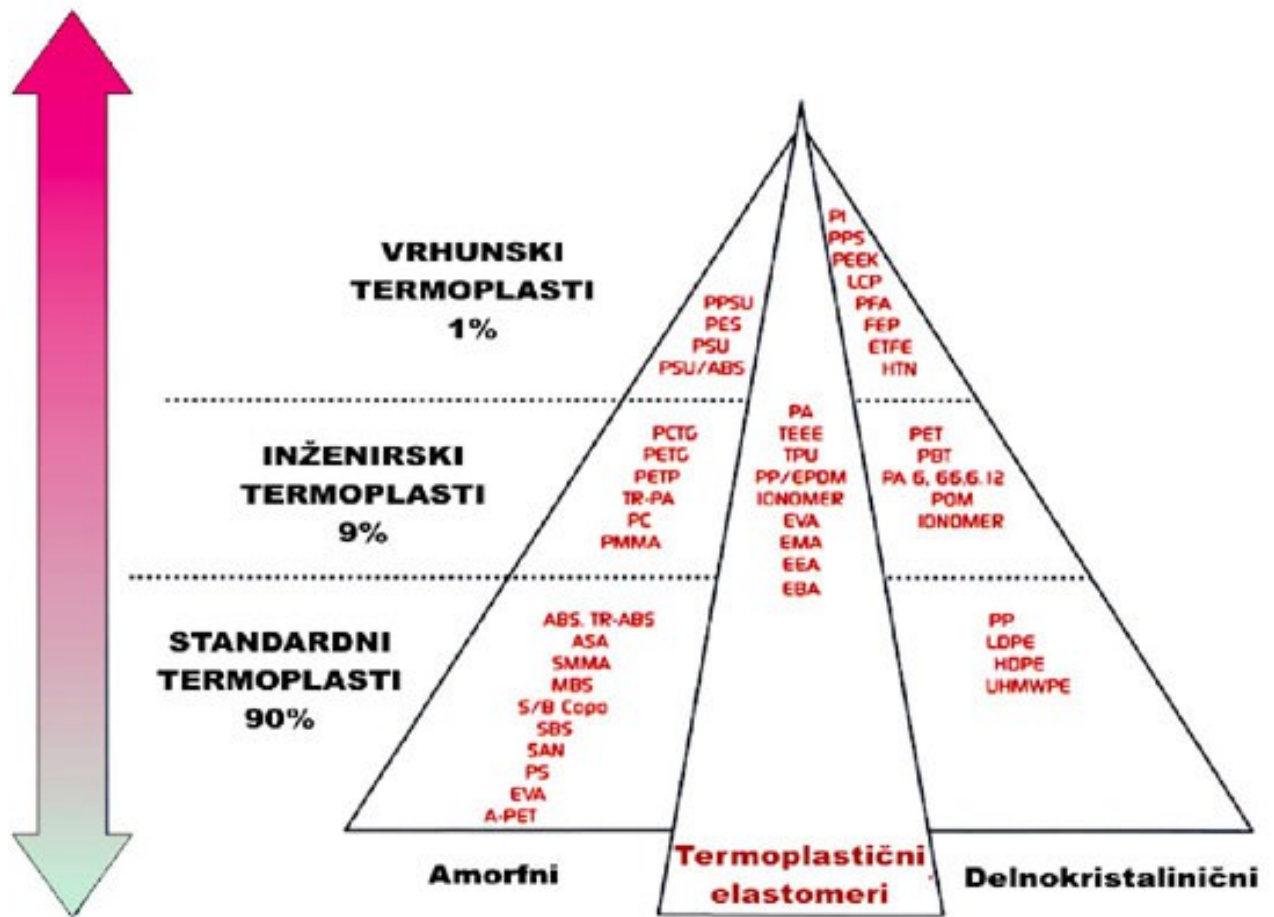 VRHUNSKI
TERMOPLASTI
1%
PPSU
PES
PSU
PSU/ABS
PI
PPS
PEEK
LCP
PFA
FEP
ETFE
HTN
INŽENIRSKI
TERMOPLASTI
9%
PCTG
PETG
PETP
TR-PA
PC
PMMA
PA
TEEE
TPU
PP/EPDM
IONOMER
EVA
EMA
EEA
EBA
PET
PBT
PA 6, 66,6,12
POM
IONOMER
STANDARDNI
TERMOPLASTI
90%
ABS, TR-ABS
ASA
SMMA
MBS
S/B Copo
SBS
SAN
PS
EVA
A-PET
PP
LDPE
HDPE
UHMWPE
Amorfni
Termoplastični
elastomeri
Delnokristalinični